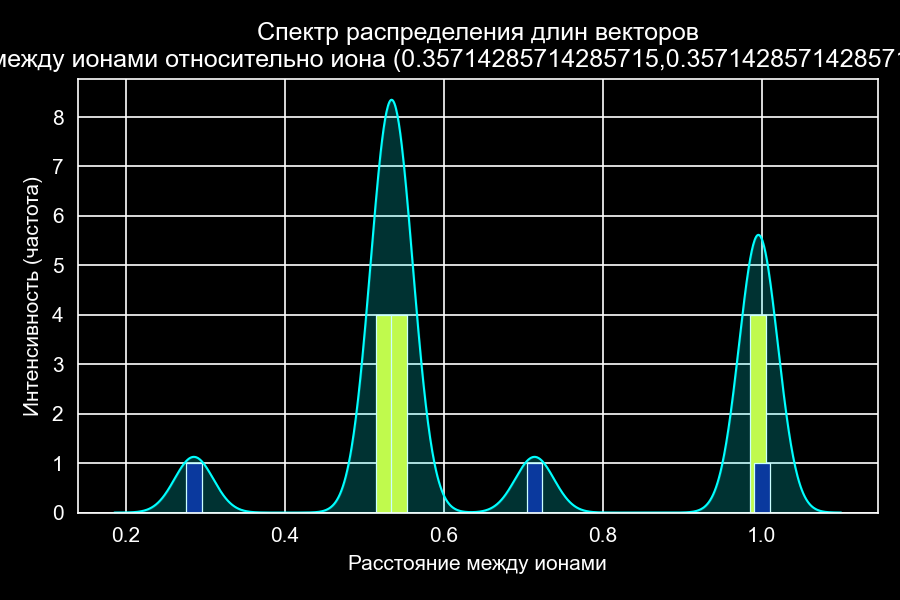 Спектр распределения длин векторов
между ионами относительно иона (0.35714285714285715,0.3571428571428571
8
7
6
5
4
3
2
1
0
Интенсивность (частота)
0.2 0.4 0.6 0.8 1.0
Расстояние между ионами